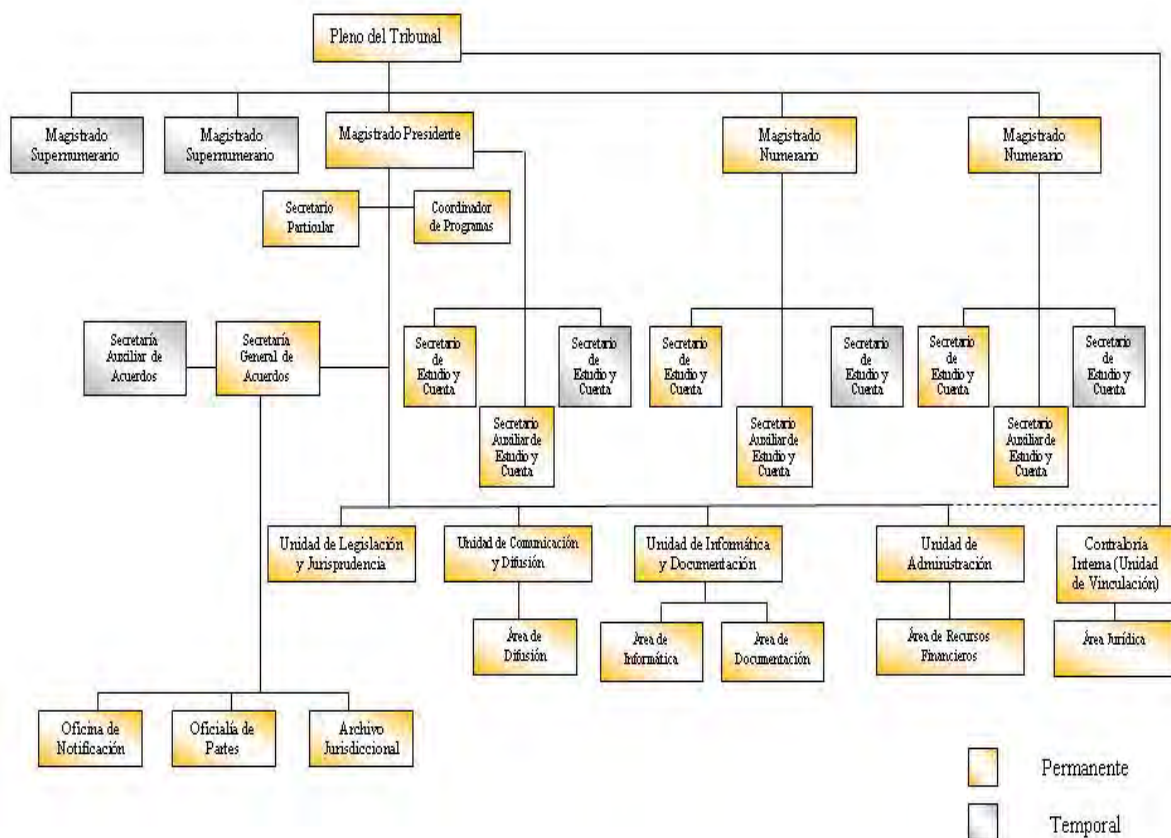 Pleno del Tribunal
Magistrado
Supernumerario
Magistrado
Supernumerario
Magistrado Presidente
Magistrado
Numerario
Magistrado
Numerario
Secretario
Particular
Coordinador
de Programas
Secretaría
Auxiliar de
Acuerdos
Secretaría
General de
Acuerdos
Secretario
de
Estudio y
Cuenta
Secretario
de
Estudio y
Cuenta
Secretario
de
Estudio y
Cuenta
Secretario
de
Estudio y
Cuenta
Secretario
de
Estudio y
Cuenta
Secretario
de
Estudio y
Cuenta
Secretario
Auxiliar de
Estudio y
Cuenta
Secretario
Auxiliar de
Estudio y
Cuenta
Secretario
Auxiliar de
Estudio y
Cuenta
Unidad de Legislación
y Jurisprudencia
Unidad de Comunicación
y Difusión
Unidad de Informática
y Documentación
Unidad de
Administración
Contraloría
Interna (Unidad
de Vinculación)
Área de
Difusión
Área de
Informática
Área de
Documentación
Área de Recursos
Financieros
Área Jurídica
Oficina de
Notificación
Oficialía de
Partes
Archivo
Jurisdiccional
Permanente
Temporal